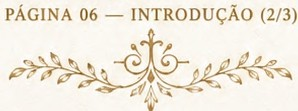 PÁGINA 06 — INTRODUÇÃO (2/3)